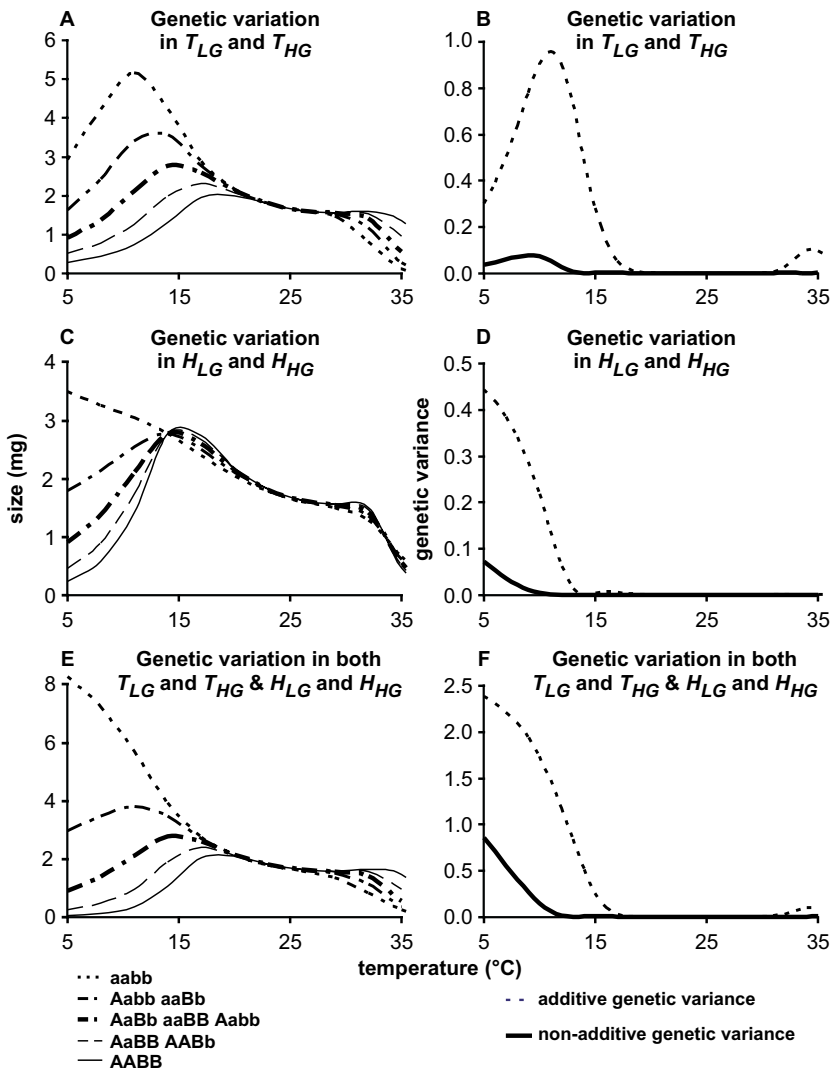 A Genetic variation
in TLG and THG
6
5
4
3
2
1
0
5 15 25 35
B Genetic variation
in TLG and THG
1.0
0.8
0.6
0.4
0.2
0.0
5 15 25 35
C Genetic variation
in HLG and HHG
4
3
2
1
0
5 15 25 35
size (mg)
D Genetic variation
in HLG and HHG
0.5
0.4
0.3
0.2
0.1
0.0
5 15 25 35
genetic variance
E Genetic variation in both
TLG and THG & HLG and HHG
8
6
4
2
0
5 15 25 35
F Genetic variation in both
TLG and THG & HLG and HHG
2.5
2.0
1.5
1.0
0.5
0.0
5 15 25 35
temperature (°C)
aabb
Aabb aaBb
AaBb aaBB Aabb
AaBB AABb
AABB
additive genetic variance
non-additive genetic variance